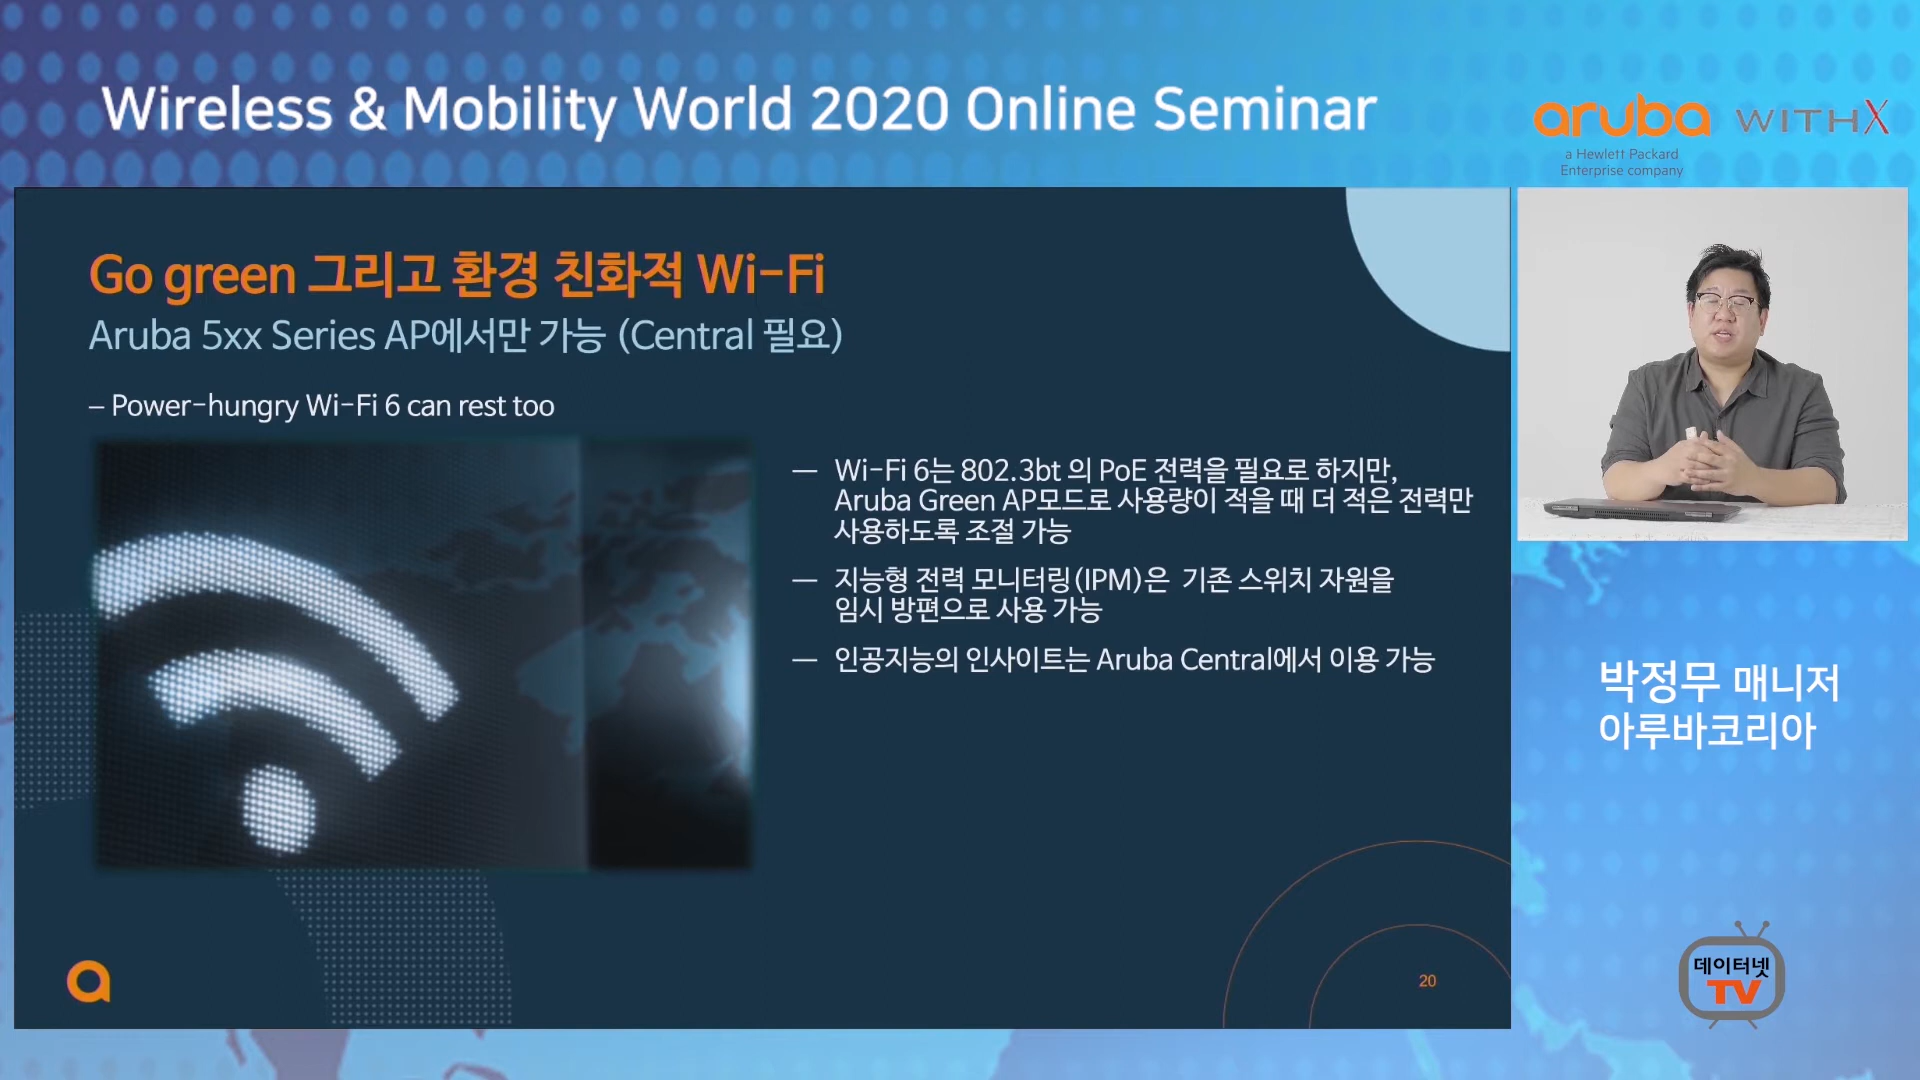 Wireless & Mobility World 2020 Online Seminar
aruba
a Hewlett Packard
Enterprise company
WITHX
Go green 그리고 환경 친화적 Wi-Fi
Aruba 5xx Series AP에서만 가능 (Central 필요)
– Power-hungry Wi-Fi 6 can rest too
— Wi-Fi 6는 802.3bt 의 PoE 전력을 필요로 하지만,
Aruba Green AP모드로 사용량이 적을 때 더 적은 전력만
사용하도록 조절 가능
— 지능형 전력 모니터링(IPM)은 기존 스위치 자원을
임시 방편으로 사용 가능
— 인공지능의 인사이트는 Aruba Central에서 이용 가능
20
박정무 매니저
아루바코리아
데이터넷
TV